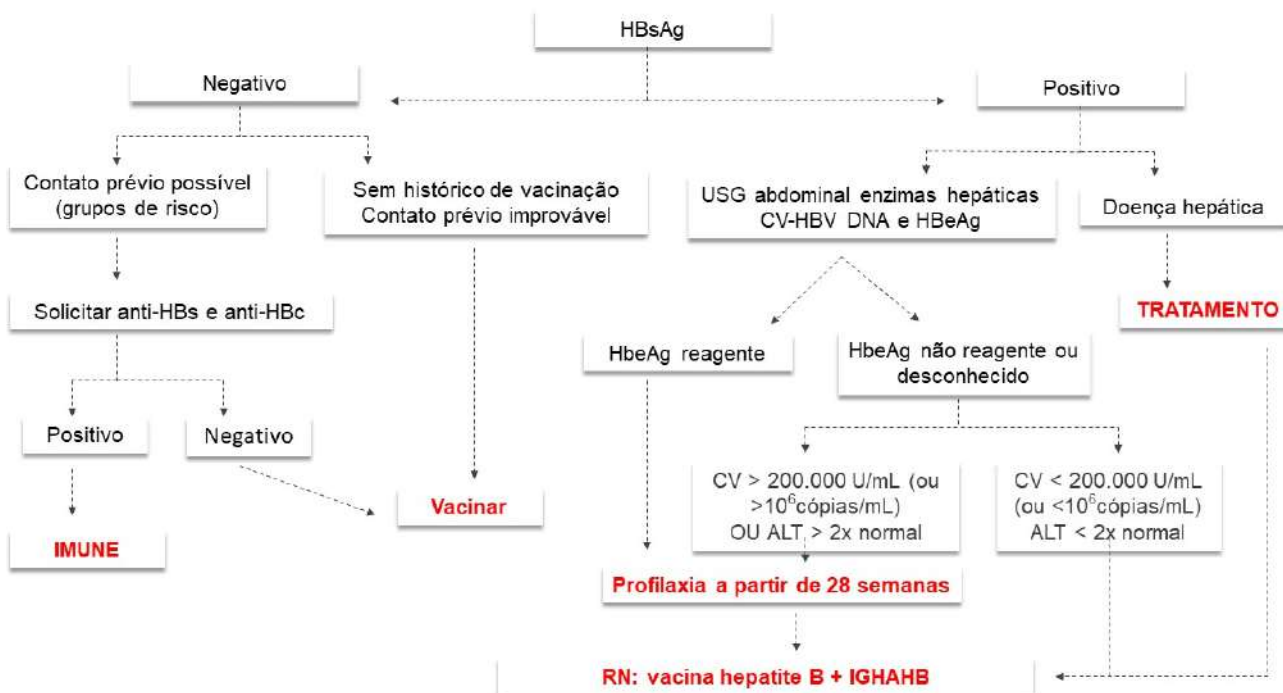 HBsAg
Negativo
Positivo
Contato prévio possível
(grupos de risco)
Sem histórico de vacinação
Contato prévio improvável
USG abdominal enzimas hepáticas
CV-HBV DNA e HBeAg
Doença hepática
Solicitar anti-HBs e anti-HBc
TRATAMENTO
HbeAg reagente
HbeAg não reagente ou
desconhecido
Positivo
Negativo
CV > 200.000 U/mL (ou
>10⁶cópias/mL)
OU ALT > 2x normal
CV < 200.000 U/mL
(ou <10⁶cópias/mL)
ALT < 2x normal
Vacinar
IMUNE
Profilaxia a partir de 28 semanas
RN: vacina hepatite B + IGHAHB